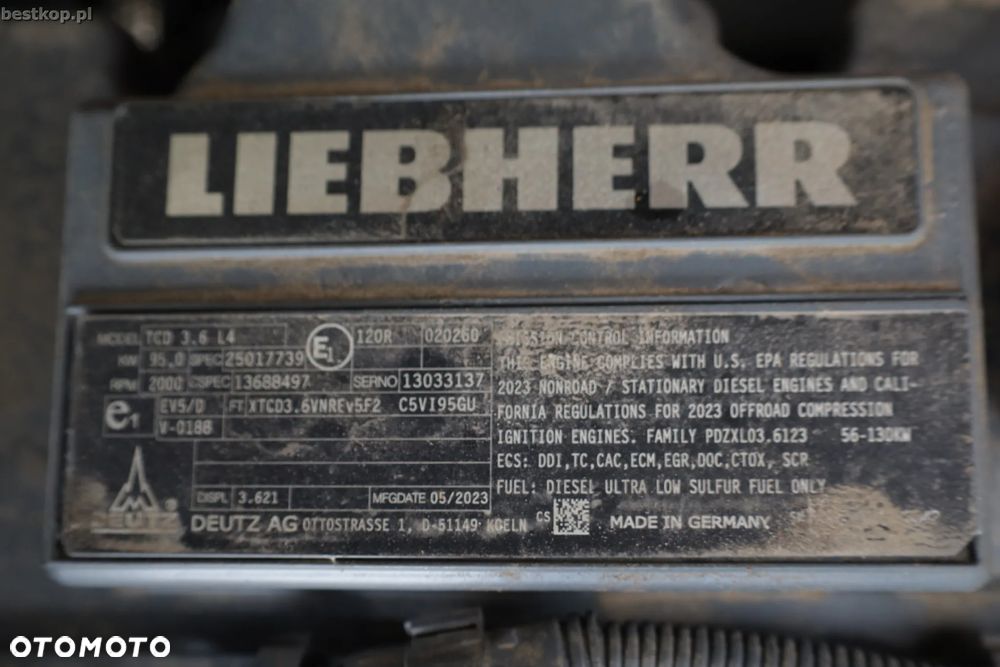 bestkop.pl
LIEBHERR
MODEL TCD 3.6 L4 E1 120R 020260
KW 95.0 SPEC 25017739
RPM 2000 CSPEC 13688497 SERNO 13033137
e1 EV5/D FT XTCD3.6VNREv5F2 C5VI95GU
V-0188
DISPL 3.621 MFGDATE 05/2023
DEUTZ
DEUTZ AG OTTOSTRASSE 1, D-51149 KOELN
EMISSION CONTROL INFORMATION
THIS ENGINE COMPLIES WITH U.S. EPA REGULATIONS FOR
2023 NONROAD / STATIONARY DIESEL ENGINES AND CALI-
FORNIA REGULATIONS FOR 2023 OFFROAD COMPRESSION
IGNITION ENGINES. FAMILY PDZXL03.6123 56-130KW
ECS: DDI,TC,CAC,ECM,EGR,DOC,CTOX, SCR
FUEL: DIESEL ULTRA LOW SULFUR FUEL ONLY
CS MADE IN GERMANY
OTOMOTO